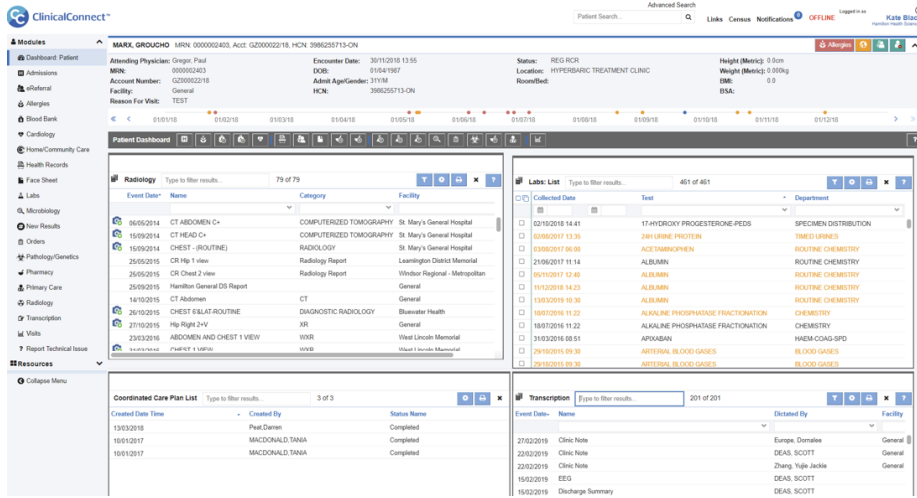 Advanced Search
ClinicalConnect™
Patient Search...
Links Census Notifications 0 OFFLINE
Logged in as
Kate Blac
Hamilton Health Scienc
Modules
Dashboard: Patient
Admissions
eReferral
Allergies
Blood Bank
Cardiology
Home/Community Care
Health Records
Face Sheet
Labs
Microbiology
New Results
Orders
Pathology/Genetics
Pharmacy
Primary Care
Radiology
Transcription
Visits
? Report Technical Issue
Resources
Collapse Menu
MARX, GROUCHO MRN: 0000002403, Acct: GZ000022/18, HCN: 3986255713-ON
Allergies
Attending Physician: Gregor, Paul Encounter Date: 30/11/2018 13:55 Status: REG RCR Height (Metric): 0.0cm
MRN: 0000002403 DOB: 01/04/1987 Location: HYPERBARIC TREATMENT CLINIC Weight (Metric): 0.000kg
Account Number: GZ000022/18 Admit Age/Gender: 31Y/M Room/Bed: BMI: 0.0
Facility: General HCN: 3986255713-ON BSA:
Reason For Visit: TEST
01/01/18 01/02/18 01/03/18 01/04/18 01/05/18 01/06/18 01/07/18 01/08/18 01/09/18 01/10/18 01/11/18 01/12/18
Patient Dashboard
Radiology Type to filter results... 79 of 79
Event Date Name Category Facility
06/05/2014 CT ABDOMEN C+ COMPUTERIZED TOMOGRAPHY St. Mary's General Hospital
15/09/2014 CT HEAD C+ COMPUTERIZED TOMOGRAPHY St. Mary's General Hospital
15/09/2014 CHEST - (ROUTINE) RADIOLOGY St. Mary's General Hospital
25/05/2015 CR Hip 1 view Radiology Report Leamington District Memorial
25/05/2015 CR Chest 2 view Radiology Report Windsor Regional - Metropolitan
25/09/2015 Hamilton General DS Report General
14/10/2015 CT Abdomen CT General
26/10/2015 CHEST 6'&LAT-ROUTINE DIAGNOSTIC RADIOLOGY Bluewater Health
27/10/2015 Hip Right 2+V XR General
23/03/2016 ABDOMEN AND CHEST 1 VIEW WXR West Lincoln Memorial
31/03/2016 CHEST 1 VIEW WXR West Lincoln Memorial
Labs: List Type to filter results... 461 of 461
Collected Date Test Department
02/10/2018 14:41 17-HYDROXY PROGESTERONE-PEDS SPECIMEN DISTRIBUTION
02/08/2017 13:35 24H URINE PROTEIN TIMED URINES
03/08/2017 06:00 ACETAMINOPHEN ROUTINE CHEMISTRY
21/06/2017 11:14 ALBUMIN ROUTINE CHEMISTRY
05/11/2017 12:40 ALBUMIN ROUTINE CHEMISTRY
11/12/2018 14:23 ALBUMIN ROUTINE CHEMISTRY
13/03/2019 10:30 ALBUMIN ROUTINE CHEMISTRY
18/07/2016 11:22 ALKALINE PHOSPHATASE FRACTIONATION CHEMISTRY
18/07/2016 11:22 ALKALINE PHOSPHATASE FRACTIONATION CHEMISTRY
31/03/2016 08:51 APIXABAN HAEM-COAG-SPD
29/10/2015 09:30 ARTERIAL BLOOD GASES BLOOD GASES
29/10/2015 09:30 ARTERIAL BLOOD GASES BLOOD GASES
Coordinated Care Plan List Type to filter results... 3 of 3
Created Date Time Created By Status Name
13/03/2018 Peat,Darren Completed
10/01/2017 MACDONALD,TANIA Completed
10/01/2017 MACDONALD,TANIA Completed
Transcription Type to filter results... 201 of 201
Event Date Name Dictated By Facility
27/02/2019 Clinic Note Europe, Dornalee General
22/02/2019 Clinic Note DEAS, SCOTT General
22/02/2019 Clinic Note Zhang, Yujie Jackie General
15/02/2019 EEG DEAS, SCOTT
15/02/2019 Discharge Summary DEAS, SCOTT